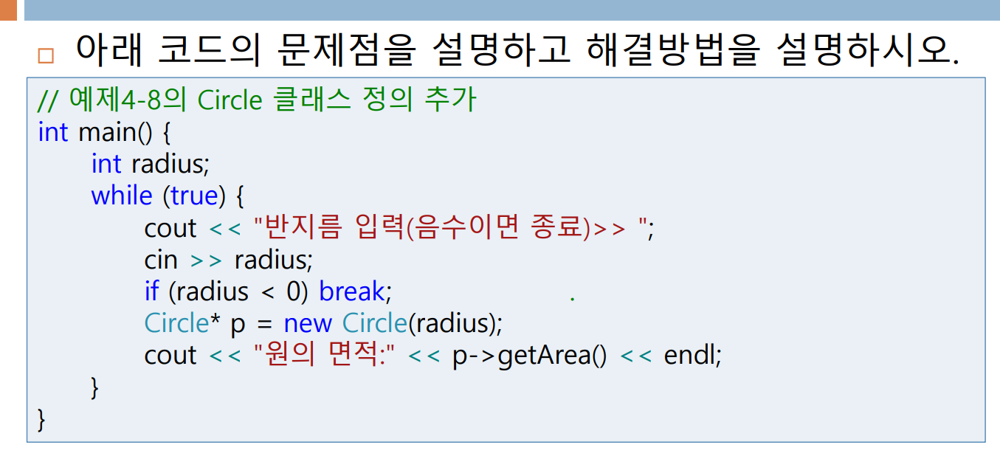 아래 코드의 문제점을 설명하고 해결방법을 설명하시오.
// 예제4-8의 Circle 클래스 정의 추가
int main() {
int radius;
while (true) {
cout << "반지름 입력(음수이면 종료)>> ";
cin >> radius;
if (radius < 0) break; .
Circle* p = new Circle(radius);
cout << "원의 면적:" << p->getArea() << endl;
}
}